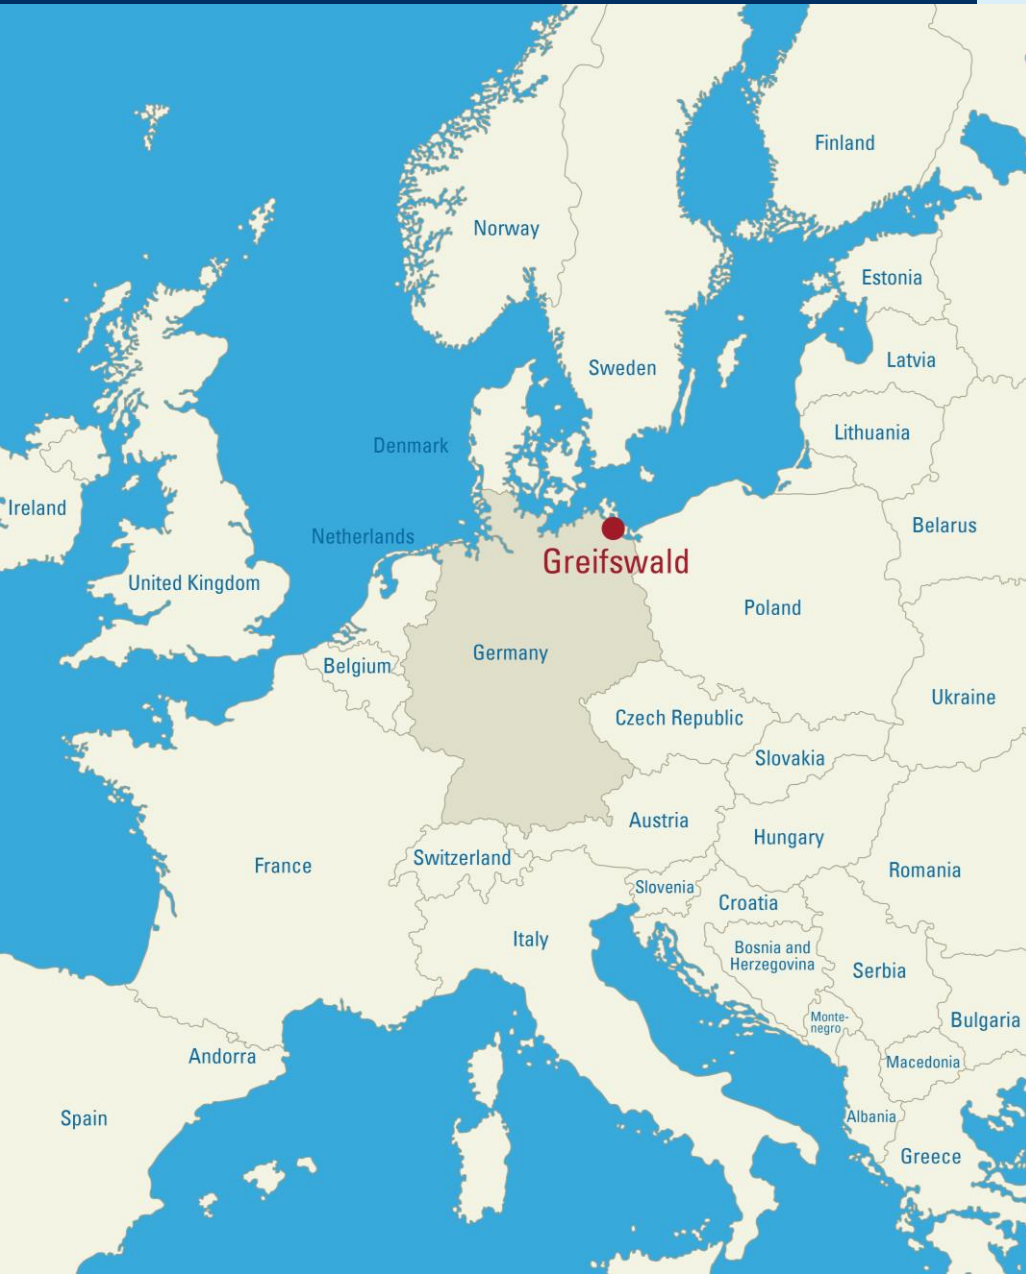 Finland
Norway
Estonia
Latvia
Sweden
Lithuania
Denmark
Ireland
Belarus
Netherlands
Greifswald
United Kingdom
Poland
Germany
Belgium
Ukraine
Czech Republic
Slovakia
Austria
Hungary
Switzerland
France
Romania
Slovenia
Croatia
Italy
Bosnia and
Herzegovina
Serbia
Monte-
negro
Bulgaria
Andorra
Macedonia
Spain
Albania
Greece